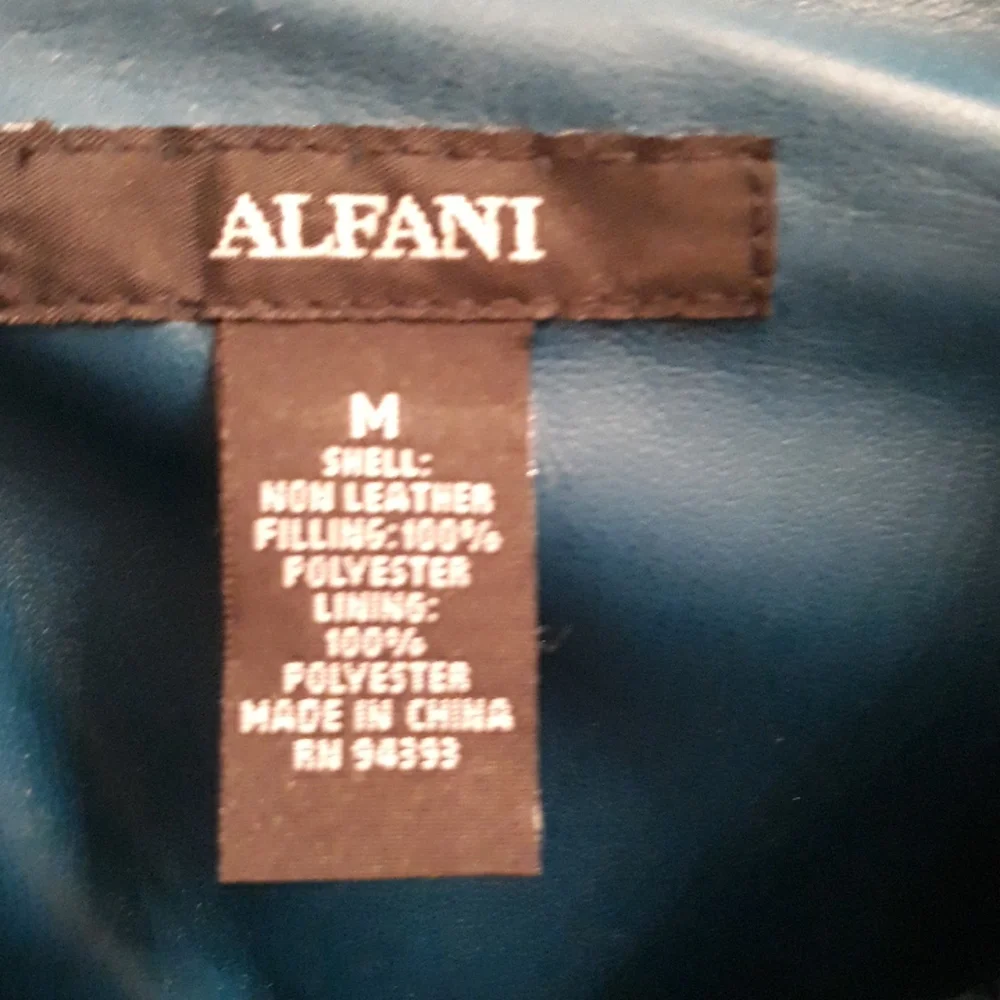 ALFANI
M
SHELL:
NON LEATHER
FILLING:100%
POLYESTER
LINING:
100%
POLYESTER
MADE IN CHINA
RN 94393